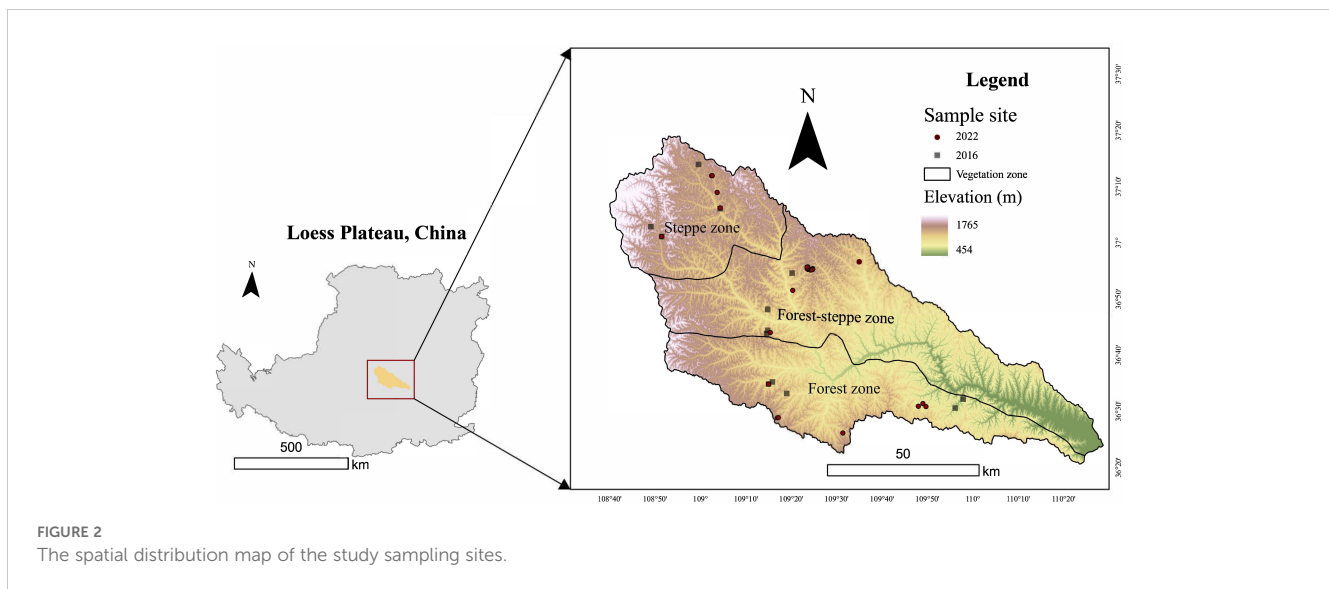 Loess Plateau, China
N
500
km
N
Legend
Sample site
2022
2016
Vegetation zone
Elevation (m)
1765
454
Steppe zone
Forest-steppe zone
Forest zone
50
km
37°30'
37°20'
37°10'
37°
36°50'
36°40'
36°30'
36°20'
108°40' 108°50' 109° 109°10' 109°20' 109°30' 109°40' 109°50' 110° 110°10' 110°20'
FIGURE 2
The spatial distribution map of the study sampling sites.